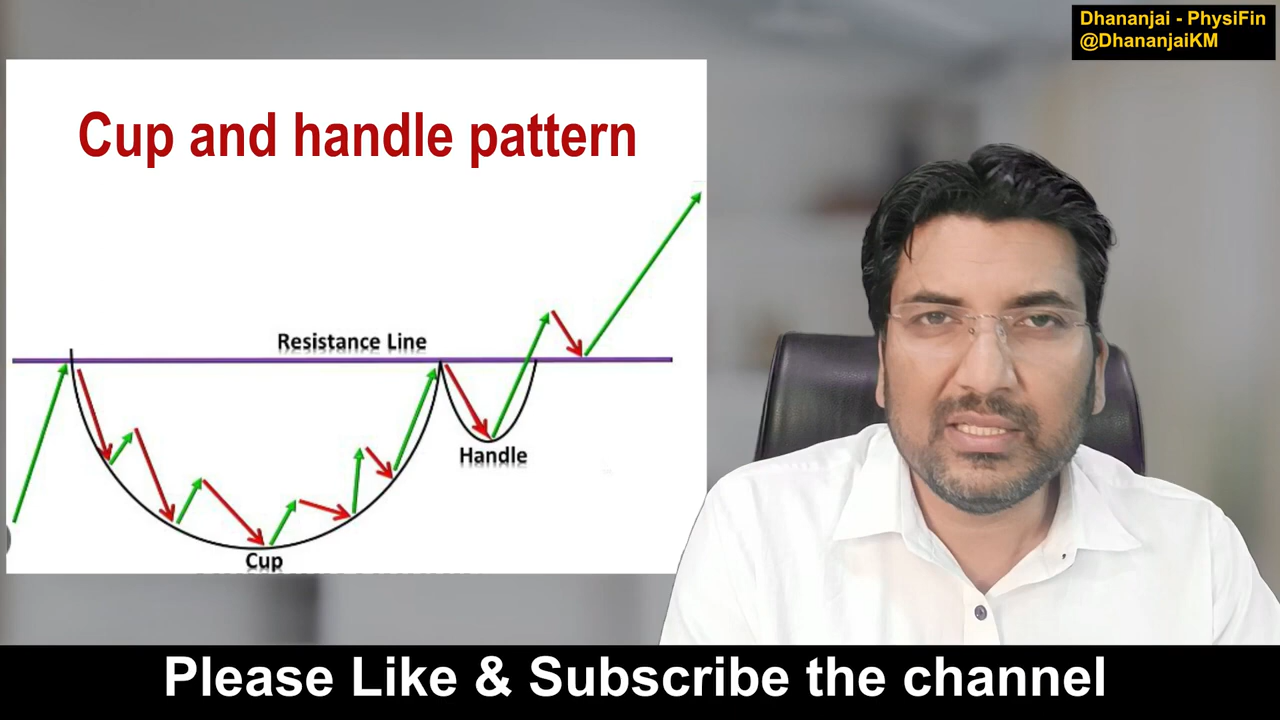 Dhananjai - PhysiFin
@DhananjaiKM
Cup and handle pattern
Resistance Line
Handle
Cup
Please Like & Subscribe the channel